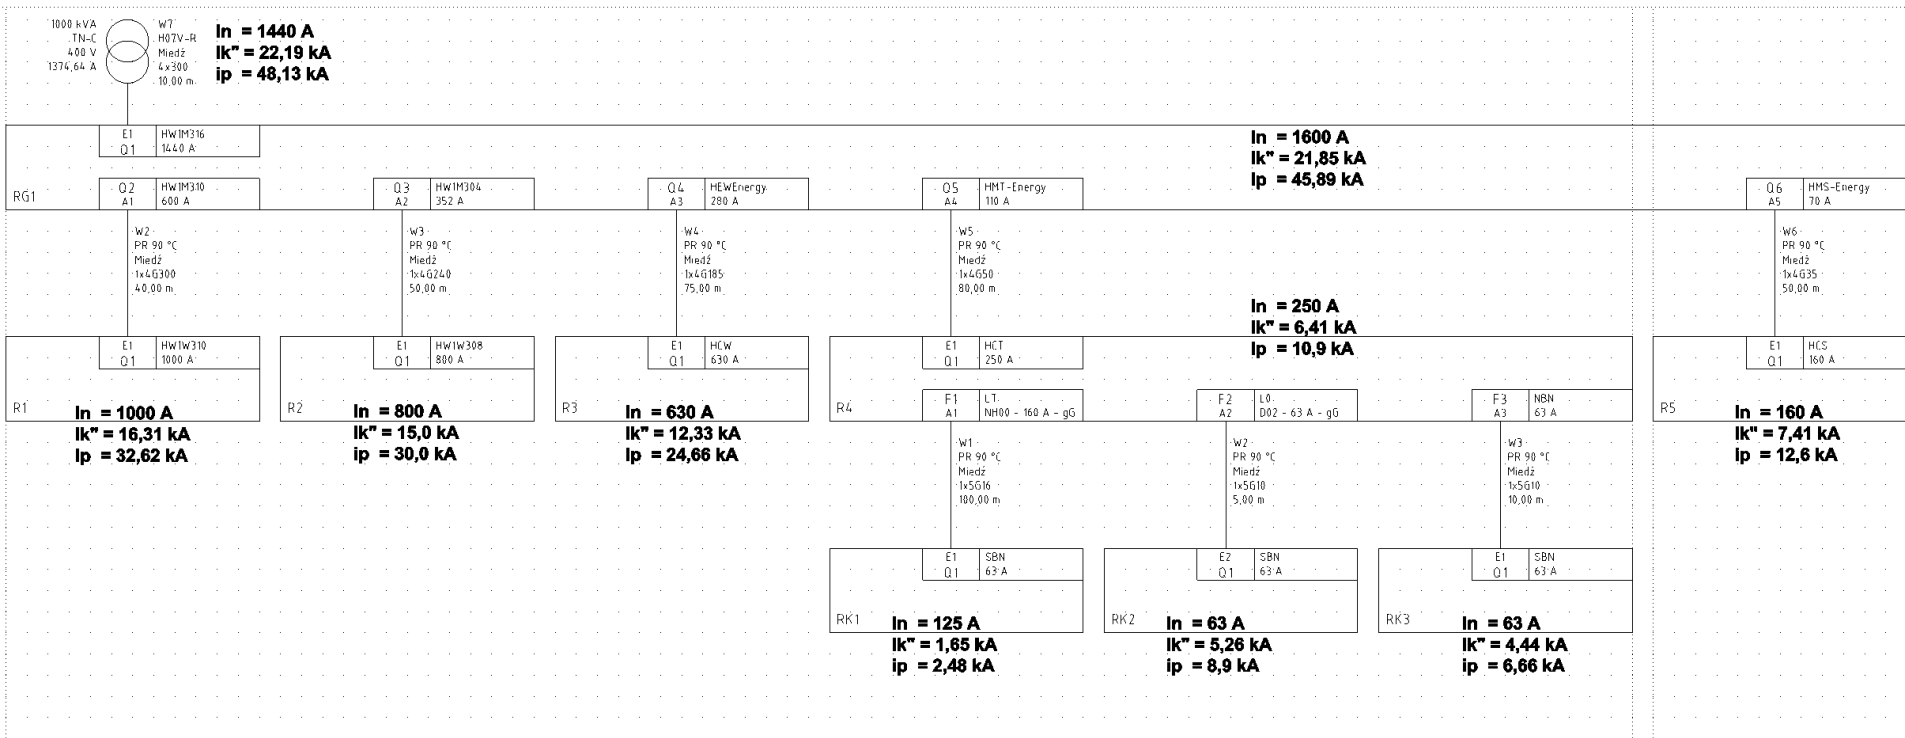 1000 kVA
TN-C
400 V
1374,64 A
W7
H07V-R
Miedź
4x300
10,00 m
In = 1440 A
Ik" = 22,19 kA
ip = 48,13 kA
E1
Q1
HW1M316
1440 A
In = 1600 A
Ik" = 21,85 kA
Ip = 45,89 kA
RG1
Q2
A1
HW1M310
600 A
Q3
A2
HW1M304
352 A
Q4
A3
HEWEnergy
280 A
Q5
A4
HMT-Energy
110 A
Q6
A5
HMS-Energy
70 A
W2
PR 90 °C
Miedź
1x4G300
40,00 m
W3
PR 90 °C
Miedź
1x4G240
50,00 m
W4
PR 90 °C
Miedź
1x4G185
75,00 m
W5
PR 90 °C
Miedź
1x4G50
80,00 m
W6
PR 90 °C
Miedź
1x4G35
50,00 m
In = 250 A
Ik" = 6,41 kA
Ip = 10,9 kA
E1
Q1
HW1W310
1000 A
R1
In = 1000 A
Ik" = 16,31 kA
Ip = 32,62 kA
E1
Q1
HW1W308
800 A
R2
In = 800 A
Ik" = 15,0 kA
ip = 30,0 kA
E1
Q1
HCW
630 A
R3
In = 630 A
Ik" = 12,33 kA
Ip = 24,66 kA
E1
Q1
HCT
250 A
R4
F1
A1
LT
NH00 - 160 A - gG
F2
A2
L0
D02 - 63 A - gG
F3
A3
NBN
63 A
E1
Q1
HCS
160 A
R5
In = 160 A
Ik" = 7,41 kA
ip = 12,6 kA
W1
PR 90 °C
Miedź
1x5G16
100,00 m
W2
PR 90 °C
Miedź
1x5G10
5,00 m
W3
PR 90 °C
Miedź
1x5G10
10,00 m
E1
Q1
SBN
63 A
RK1
In = 125 A
Ik" = 1,65 kA
ip = 2,48 kA
E2
Q1
SBN
63 A
RK2
In = 63 A
Ik" = 5,26 kA
ip = 8,9 kA
E1
Q1
SBN
63 A
RK3
In = 63 A
Ik" = 4,44 kA
ip = 6,66 kA